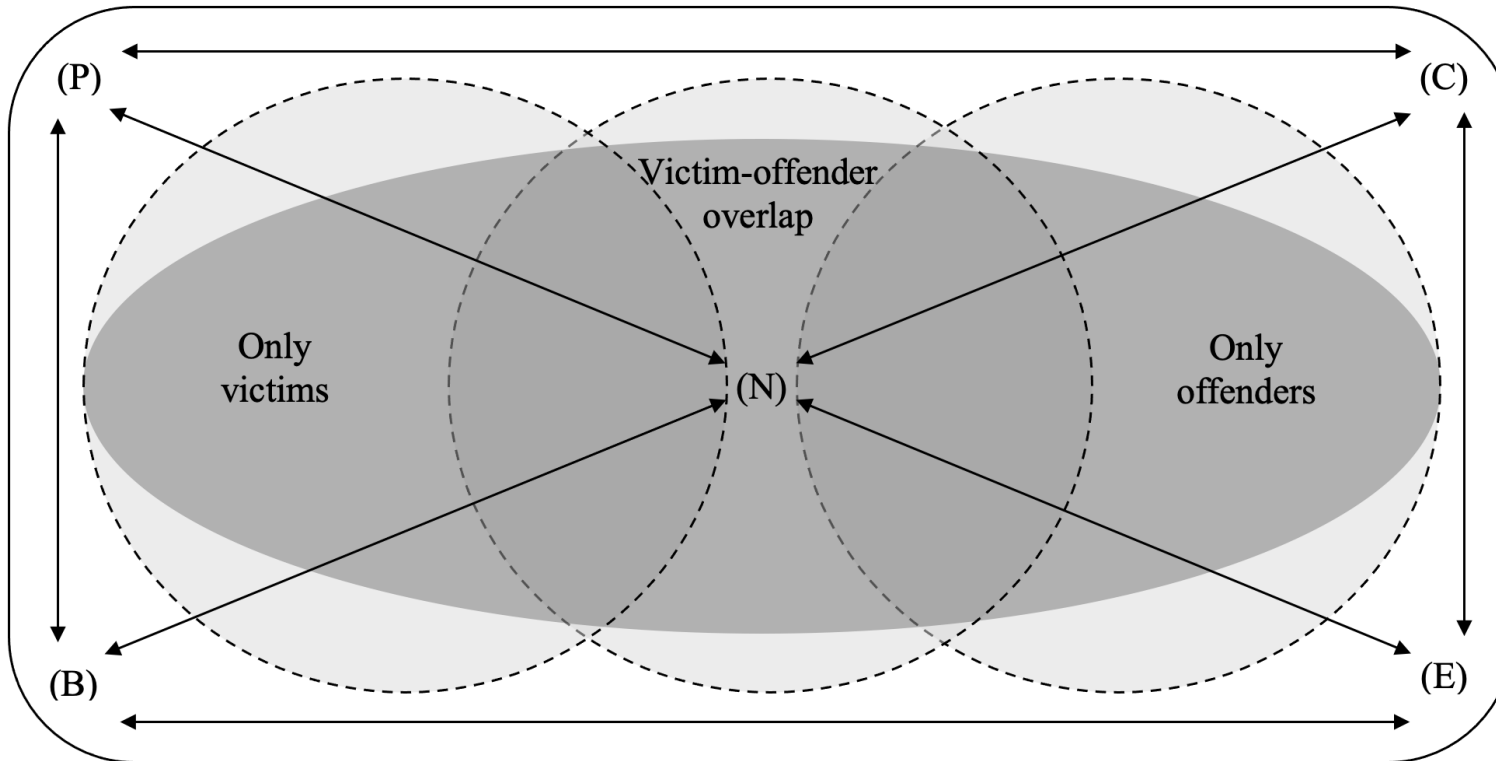 (P)
(C)
Victim-offender
overlap
Only
victims
(N)
Only
offenders
(B)
(E)